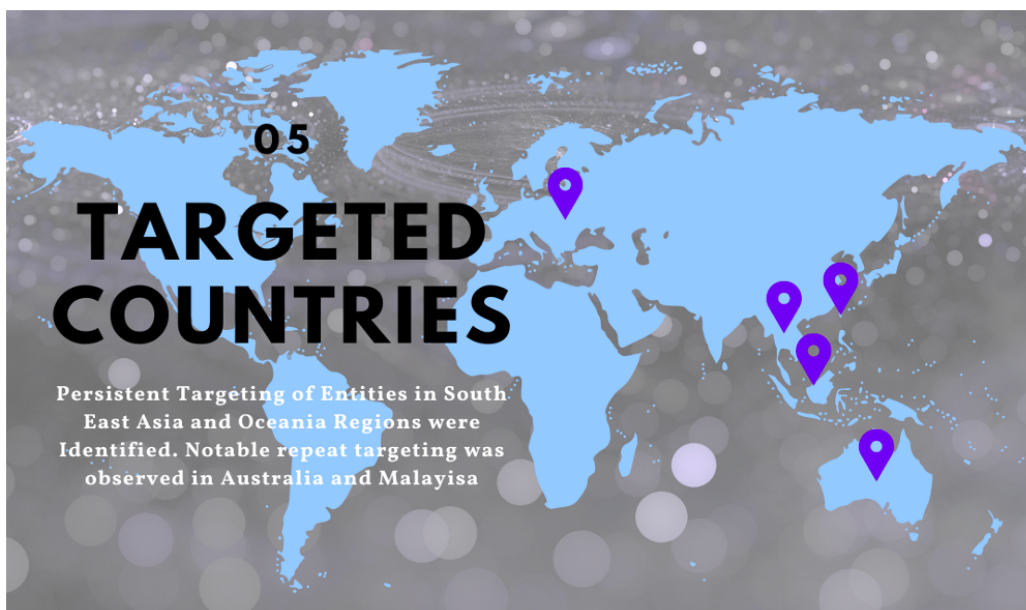 05
TARGETED
COUNTRIES
Persistent Targeting of Entities in South
East Asia and Oceania Regions were
Identified. Notable repeat targeting was
observed in Australia and Malayisa